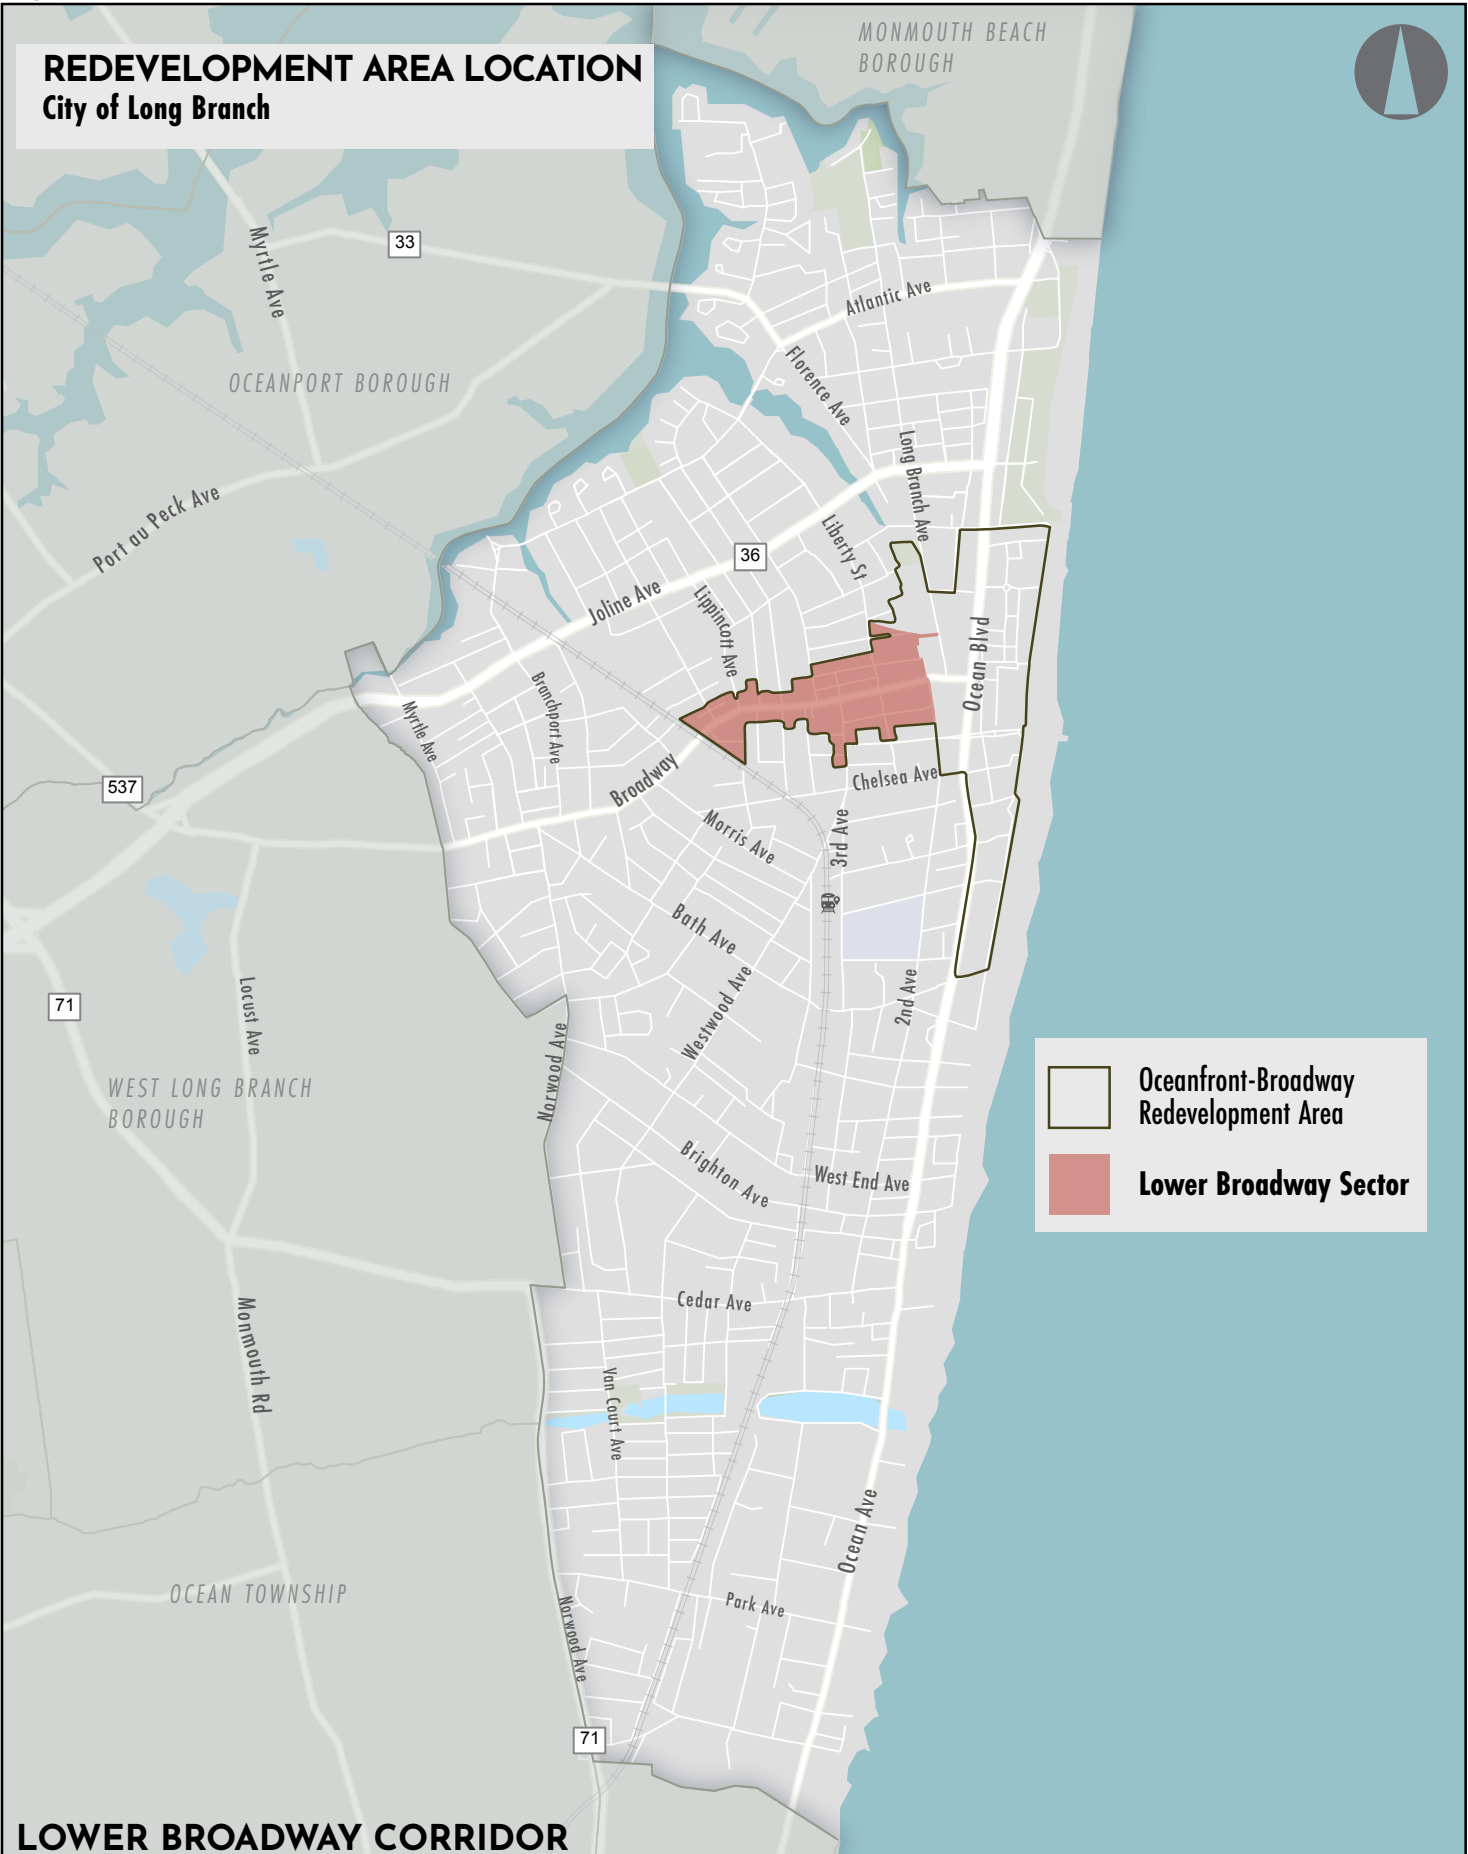 REDEVELOPMENT AREA LOCATION
City of Long Branch
MONMOUTH BEACH
BOROUGH
33
Myrtle Ave
Atlantic Ave
Florence Ave
OCEANPORT BOROUGH
Long Branch Ave
Port au Peck Ave
Liberty St
36
Joline Ave
Lippincott Ave
Ocean Blvd
Branchport Ave
Myrtle Ave
Broadway
Chelsea Ave
537
Morris Ave
3rd Ave
Bath Ave
Westwood Ave
2nd Ave
71
Locust Ave
Norwood Ave
WEST LONG BRANCH
BOROUGH
Oceanfront-Broadway
Redevelopment Area
Lower Broadway Sector
Brighton Ave
West End Ave
Cedar Ave
Monmouth Rd
Van Court Ave
Ocean Ave
OCEAN TOWNSHIP
Park Ave
Norwood Ave
71
LOWER BROADWAY CORRIDOR